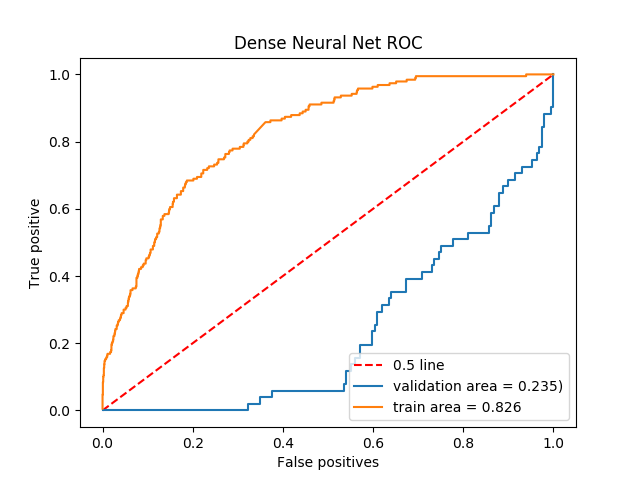 Dense Neural Net ROC
True positive
1.0
0.8
0.6
0.4
0.2
0.0
0.5 line
validation area = 0.235)
train area = 0.826
0.0 0.2 0.4 0.6 0.8 1.0
False positives